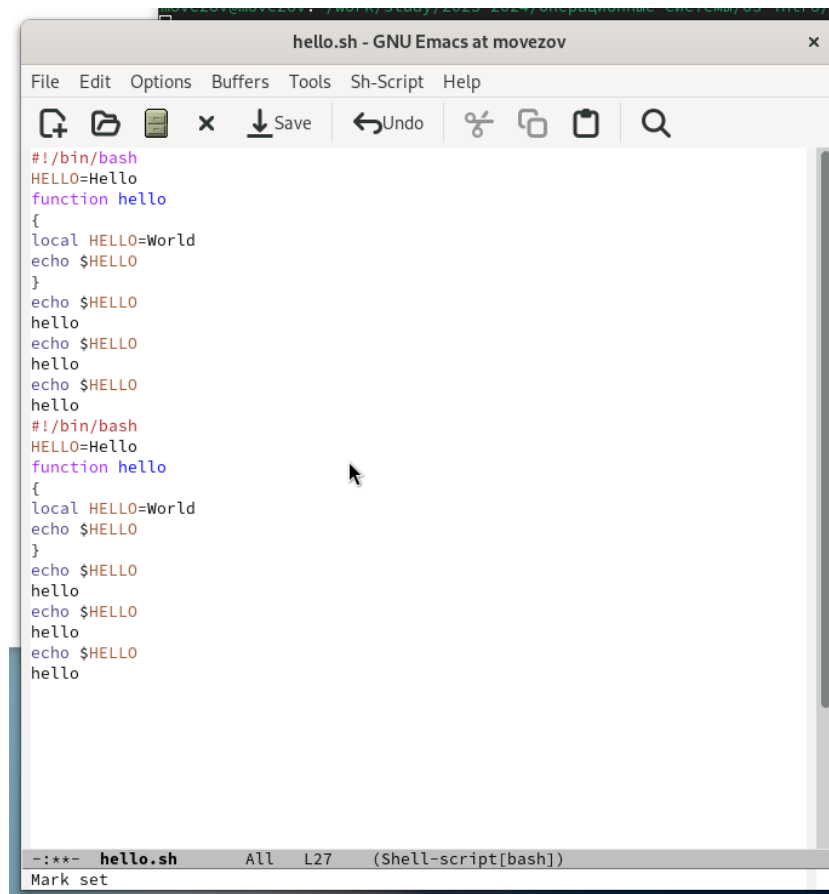 hello.sh - GNU Emacs at movezov
File Edit Options Buffers Tools Sh-Script Help
Save Undo
#!/bin/bash
HELLO=Hello
function hello
{
local HELLO=World
echo $HELLO
}
echo $HELLO
hello
echo $HELLO
hello
echo $HELLO
hello
#!/bin/bash
HELLO=Hello
function hello
{
local HELLO=World
echo $HELLO
}
echo $HELLO
hello
echo $HELLO
hello
echo $HELLO
hello
-:**- hello.sh All L27 (Shell-script[bash])
Mark set